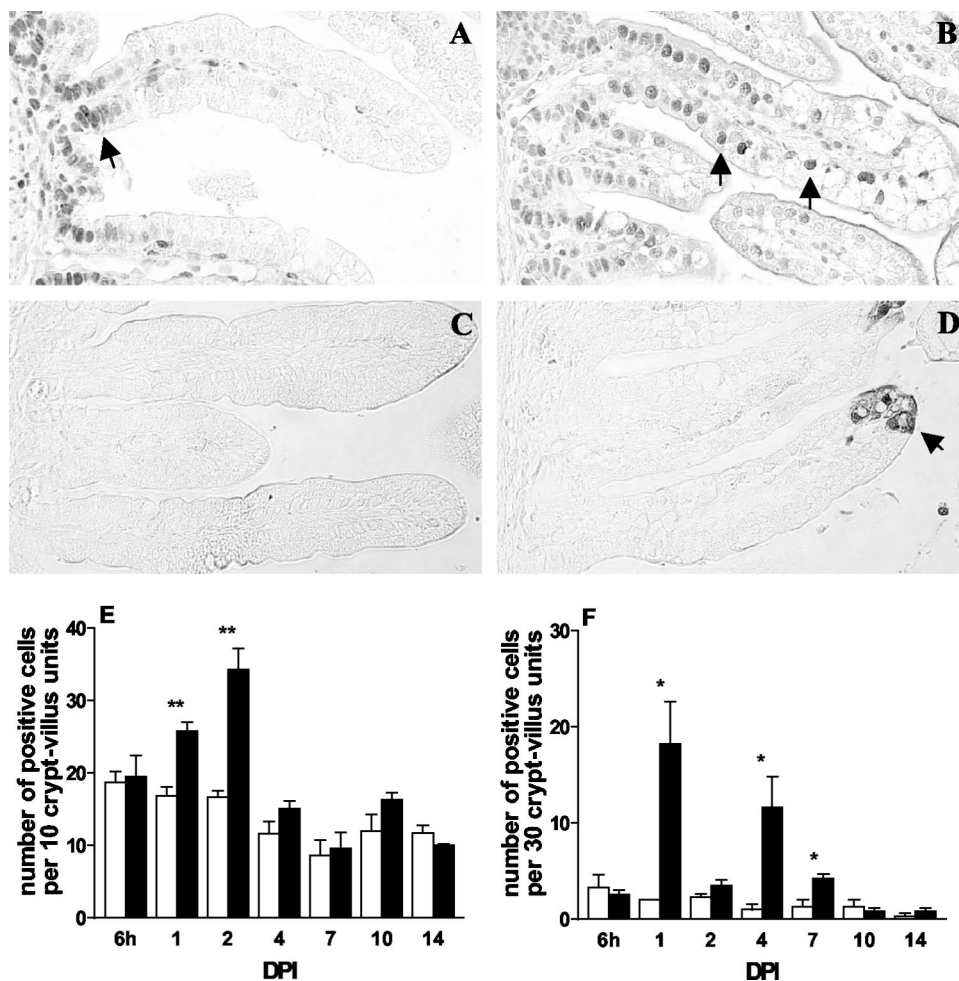 A
B
C
D
E
number of positive cells
per 10 crypt-villus units
40
30
20
10
0
**
**
6h 1 2 4 7 10 14
DPI
F
number of positive cells
per 30 crypt-villus units
30
20
10
0
*
*
*
6h 1 2 4 7 10 14
DPI